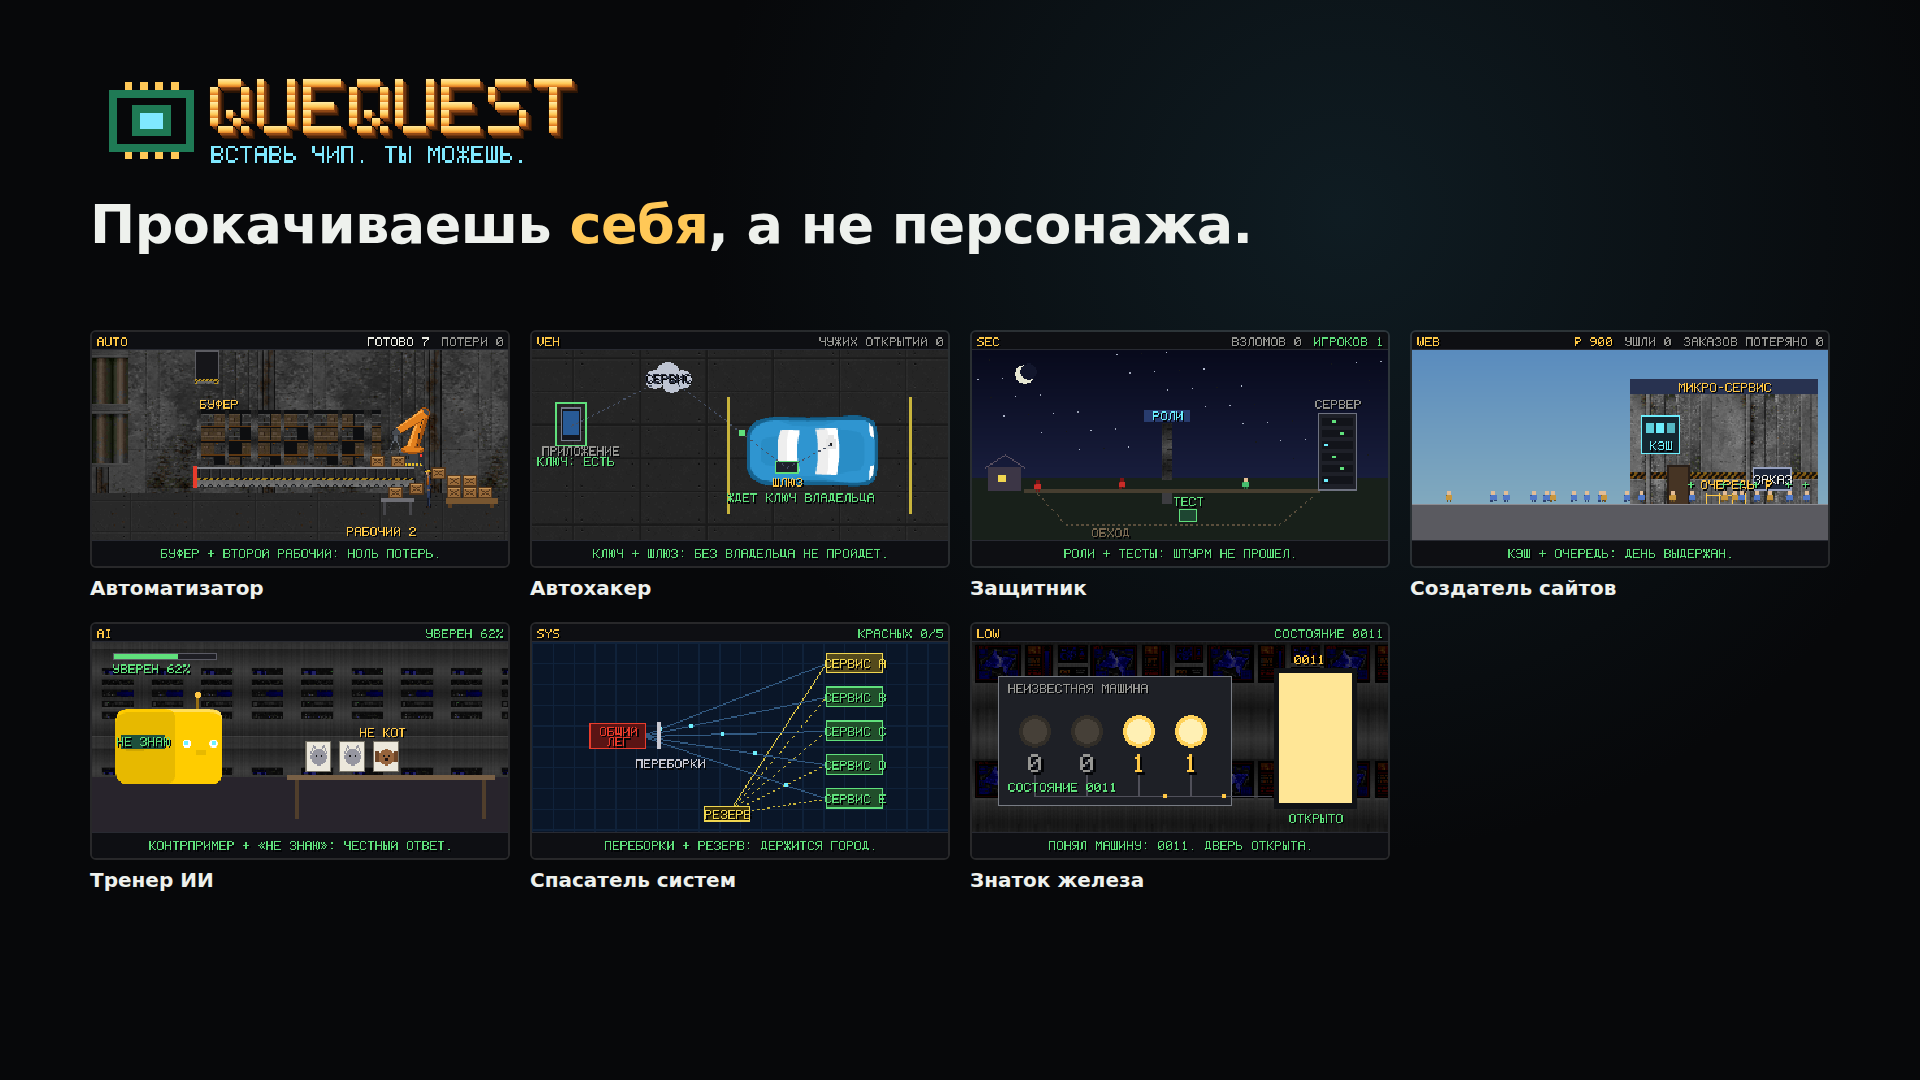 QUEQUEST
ВСТАВЬ ЧИП. ТЫ МОЖЕШЬ.
Прокачиваешь себя, а не персонажа.
AUTO ГОТОВО 7 ПОТЕРИ 0
БУФЕР
РАБОЧИЙ 2
БУФЕР + ВТОРОЙ РАБОЧИЙ: НОЛЬ ПОТЕРЬ.
Автоматизатор
VEH ЧУЖИХ ОТКРЫТИЙ 0
СЕРВИС
ПРИЛОЖЕНИЕ
КЛЮЧ: ЕСТЬ
ШЛЮЗ
ЖДЕТ КЛЮЧ ВЛАДЕЛЬЦА
КЛЮЧ + ШЛЮЗ: БЕЗ ВЛАДЕЛЬЦА НЕ ПРОЙДЕТ.
Автохакер
SEC ВЗЛОМОВ 0 ИГРОКОВ 1
РОЛИ
СЕРВЕР
ТЕСТ
ОБХОД
РОЛИ + ТЕСТЫ: ШТУРМ НЕ ПРОШЕЛ.
Защитник
WEB Р 900 УШЛИ 0 ЗАКАЗОВ ПОТЕРЯНО 0
МИКРО-СЕРВИС
КЭШ
ЗАКАЗ
ОЧЕРЕДЬ
КЭШ + ОЧЕРЕДЬ: ДЕНЬ ВЫДЕРЖАН.
Создатель сайтов
AI УВЕРЕН 62%
УВЕРЕН 62%
НЕ ЗНАЮ
НЕ КОТ
КОНТРПРИМЕР + «НЕ ЗНАЮ»: ЧЕСТНЫЙ ОТВЕТ.
Тренер ИИ
SYS КРАСНЫХ 0/5
СЕРВИС A
СЕРВИС B
ОБЩИЙ
ЛЕГ
СЕРВИС C
ПЕРЕБОРКИ
СЕРВИС D
СЕРВИС E
РЕЗЕРВ
ПЕРЕБОРКИ + РЕЗЕРВ: ДЕРЖИТСЯ ГОРОД.
Спасатель систем
LOW СОСТОЯНИЕ 0011
0011
НЕИЗВЕСТНАЯ МАШИНА
0 0 1 1
СОСТОЯНИЕ 0011
ОТКРЫТО
ПОНЯЛ МАШИНУ: 0011. ДВЕРЬ ОТКРЫТА.
Знаток железа